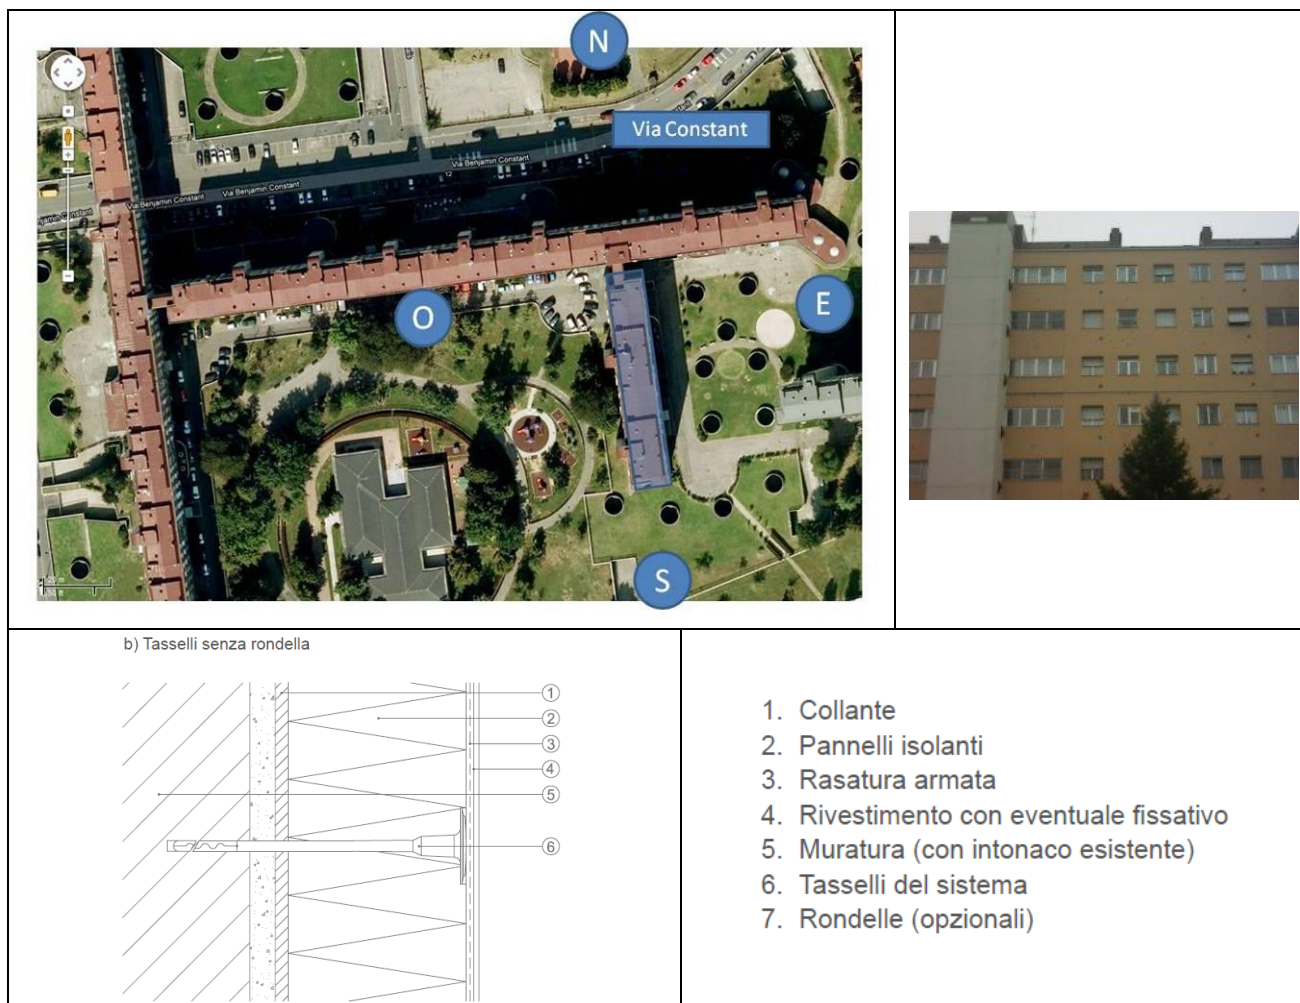 N
Via Constant
Via Benjamin Constant
12
Via Benjamin Constant
Via Benjamin Constant
O
E
S
b) Tasselli senza rondella
1
2
3
4
5
6
1. Collante
2. Pannelli isolanti
3. Rasatura armata
4. Rivestimento con eventuale fissativo
5. Muratura (con intonaco esistente)
6. Tasselli del sistema
7. Rondelle (opzionali)